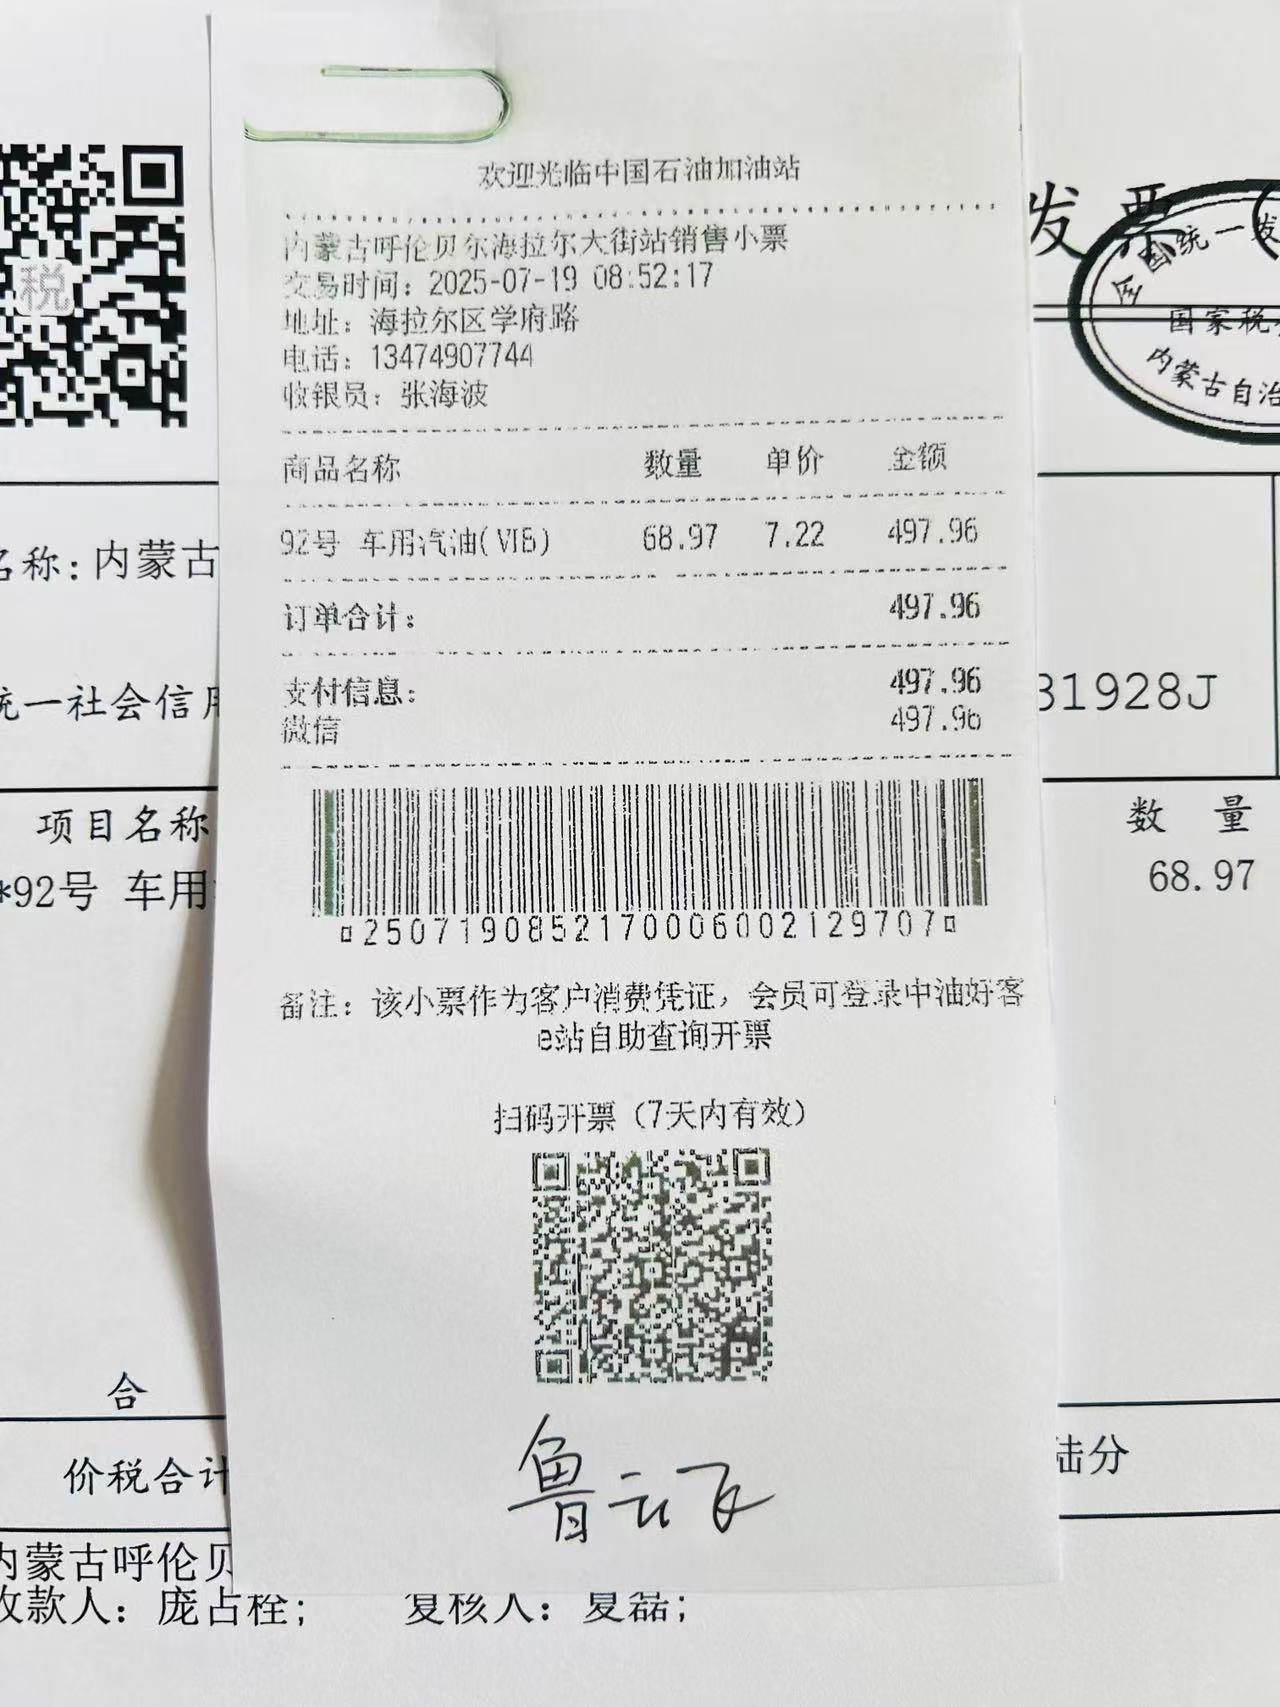 欢迎光临中国石油加油站
内蒙古呼伦贝尔海拉尔大街站销售小票
交易时间：2025-07-19 08:52:17
地址：海拉尔区学府路
电话：13474907744
收银员：张海波
商品名称 数量 单价 金额
92号 车用汽油(VIB) 68.97 7.22 497.96
订单合计： 497.96
支付信息： 497.96
微信 497.96
¤250719085217000600212970​7¤
备注：该小票作为客户消费凭证，会员可登录中油好客
e站自助查询开票
扫码开票（7天内有效）
鲁云飞
税
发票（
全国统一发
国家税
内蒙古自治
名称：内蒙古
统一社会信用
31928J
项目名称
数 量
*92号 车用
68.97
合
价税合计
陆分
内蒙古呼伦贝
收款人：庞占栓； 复核人：夏磊；